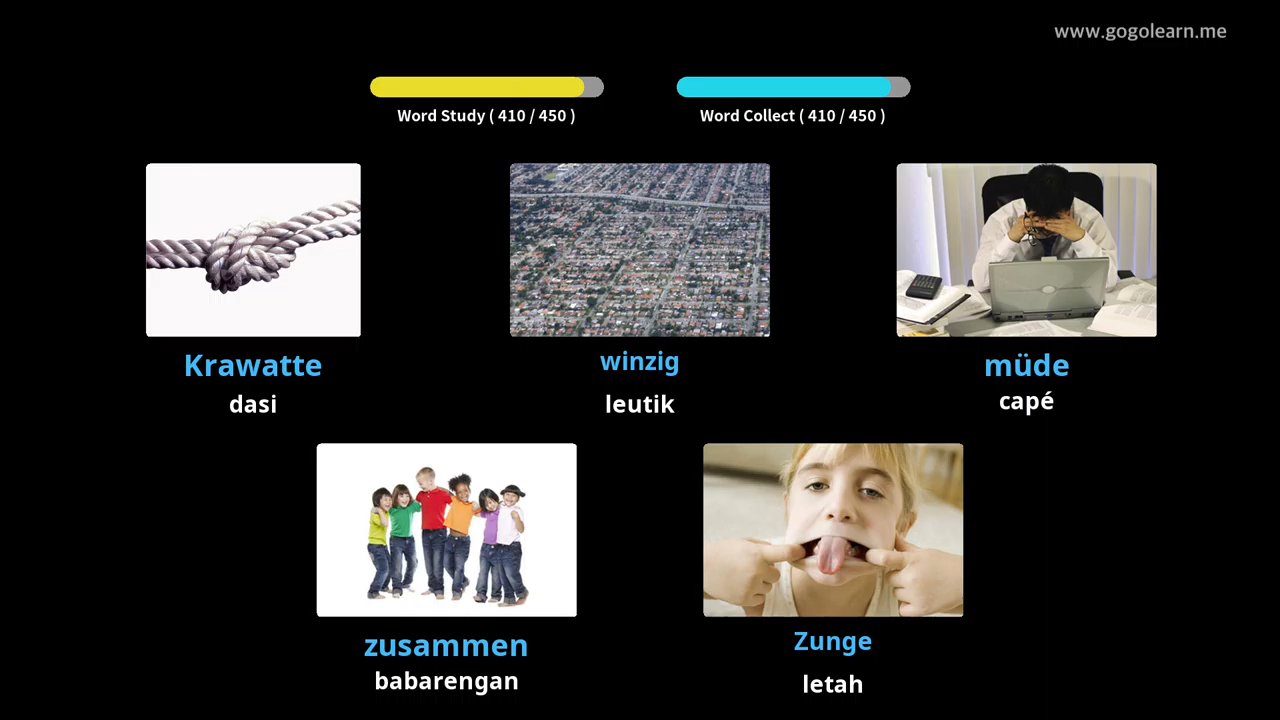 www.gogolearn.me
Word Study ( 410 / 450 )
Word Collect ( 410 / 450 )
Krawatte
dasi
winzig
leutik
müde
capé
zusammen
babarengan
Zunge
letah